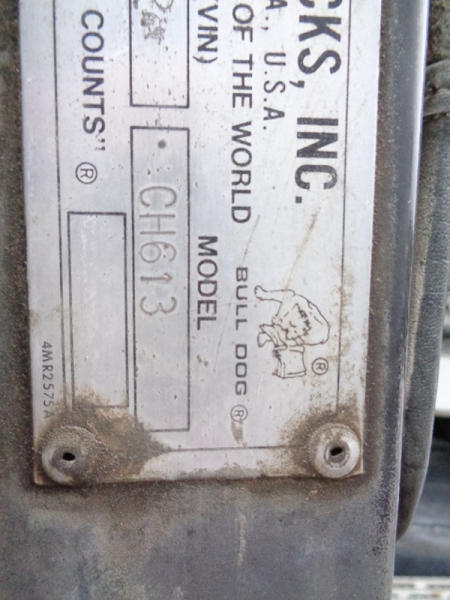 CKS, INC.
A., U.S.A.
OF THE WORLD
BULL DOG ®
®
VIN)
MODEL
CH613
COUNTS" ®
4MR2575A